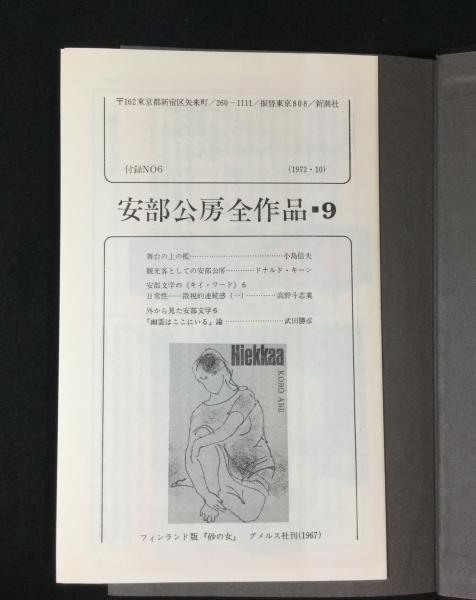 〒162東京都新宿区矢来町／260-1111／振替東京808／新潮社
付録NO6
(1972・10)
安部公房全作品■9
舞台の上の檻……………………………小島信夫
観光客としての安部公房…………ドナルド・キーン
安部文学の《キイ・ワード》6
日常性――微視的連続感（一）…………高野斗志美
外から見た安部文学6
『幽霊はここにいる』論…………………武田勝彦
Hiekkaa
KOBO ABE
フィンランド版『砂の女』　グメルス社刊(1967)